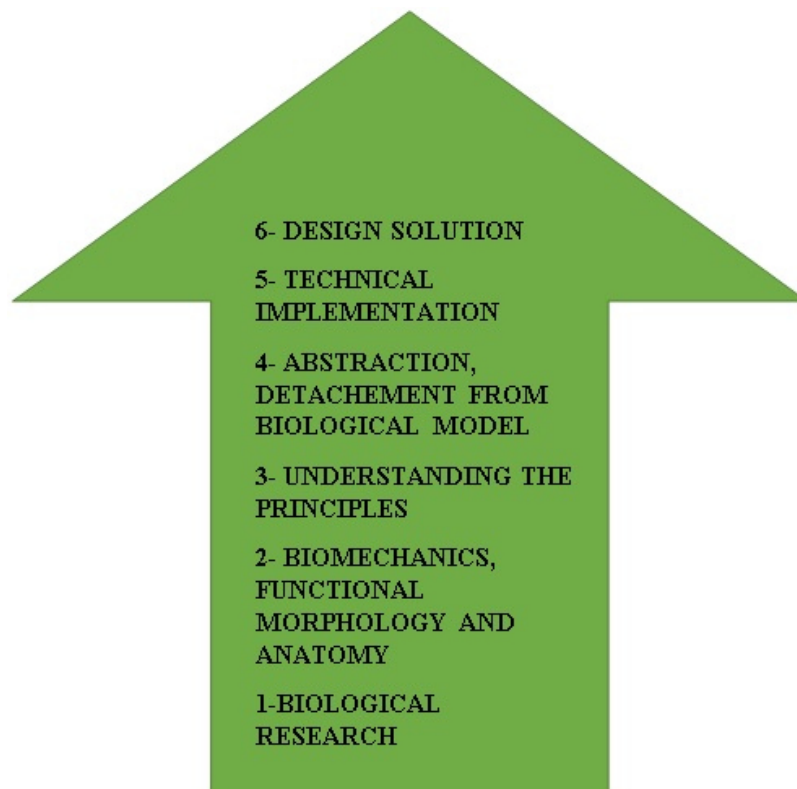 6- DESIGN SOLUTION
5- TECHNICAL
IMPLEMENTATION
4- ABSTRACTION,
DETACHEMENT FROM
BIOLOGICAL MODEL
3- UNDERSTANDING THE
PRINCIPLES
2- BIOMECHANICS,
FUNCTIONAL
MORPHOLOGY AND
ANATOMY
1-BIOLOGICAL
RESEARCH